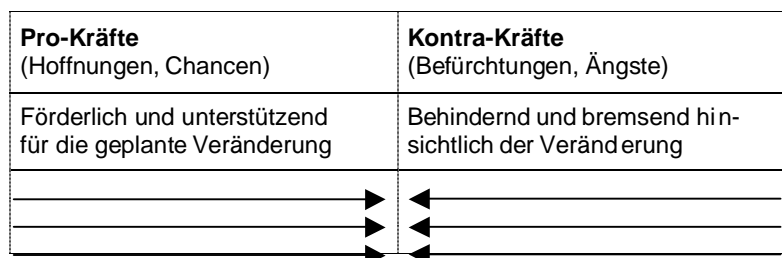 Pro-Kräfte
(Hoffnungen, Chancen)
Förderlich und unterstützend
für die geplante Veränderung
Kontra-Kräfte
(Befürchtungen, Ängste)
Behindernd und bremsend hin-
sichtlich der Veränderung